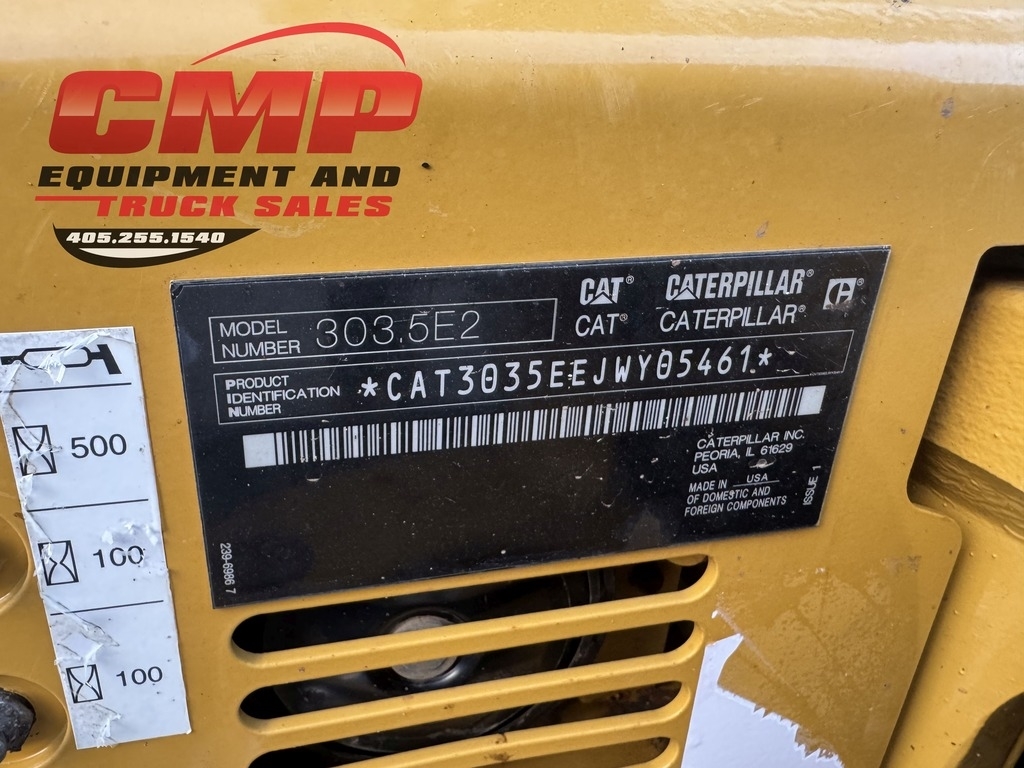 CMP
EQUIPMENT AND
TRUCK SALES
405.255.1540
MODEL
NUMBER
303.5E2
CAT®
CAT®
CATERPILLAR®
CATERPILLAR®
PRODUCT
IDENTIFICATION
NUMBER
*CAT3035EEJWY05461*
CATERPILLAR INC.
PEORIA, IL 61629
USA
MADE IN USA
OF DOMESTIC AND
FOREIGN COMPONENTS
ISSUE 1
239-6986 7
500
100
100